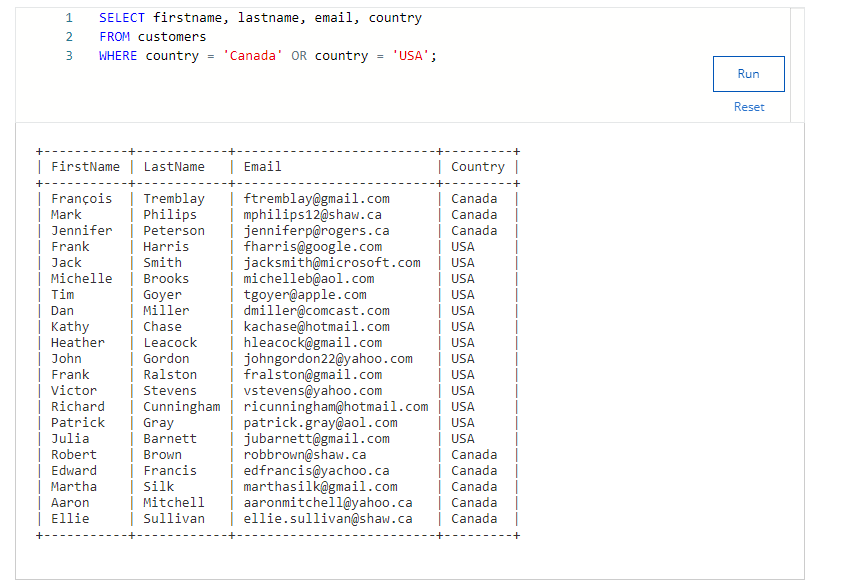 1 SELECT firstname, lastname, email, country
2 FROM customers
3 WHERE country = 'Canada' OR country = 'USA';
Run
Reset
+-----------+------------+--------------------------+---------+
| FirstName | LastName   | Email                    | Country |
+-----------+------------+--------------------------+---------+
| François  | Tremblay   | ftremblay@gmail.com      | Canada  |
| Mark      | Philips    | mphilips12@shaw.ca       | Canada  |
| Jennifer  | Peterson   | jenniferp@rogers.ca      | Canada  |
| Frank     | Harris     | fharris@google.com       | USA     |
| Jack      | Smith      | jacksmith@microsoft.com  | USA     |
| Michelle  | Brooks     | michelleb@aol.com        | USA     |
| Tim       | Goyer      | tgoyer@apple.com         | USA     |
| Dan       | Miller     | dmiller@comcast.com      | USA     |
| Kathy     | Chase      | kachase@hotmail.com      | USA     |
| Heather   | Leacock    | hleacock@gmail.com       | USA     |
| John      | Gordon     | johngordon22@yahoo.com   | USA     |
| Frank     | Ralston    | fralston@gmail.com       | USA     |
| Victor    | Stevens    | vstevens@yahoo.com       | USA     |
| Richard   | Cunningham | ricunningham@hotmail.com | USA     |
| Patrick   | Gray       | patrick.gray@aol.com     | USA     |
| Julia     | Barnett    | jubarnett@gmail.com      | USA     |
| Robert    | Brown      | robbrown@shaw.ca         | Canada  |
| Edward    | Francis    | edfrancis@yachoo.ca      | Canada  |
| Martha    | Silk       | marthasilk@gmail.com     | Canada  |
| Aaron     | Mitchell   | aaronmitchell@yahoo.ca   | Canada  |
| Ellie     | Sullivan   | ellie.sullivan@shaw.ca   | Canada  |
+-----------+------------+--------------------------+---------+